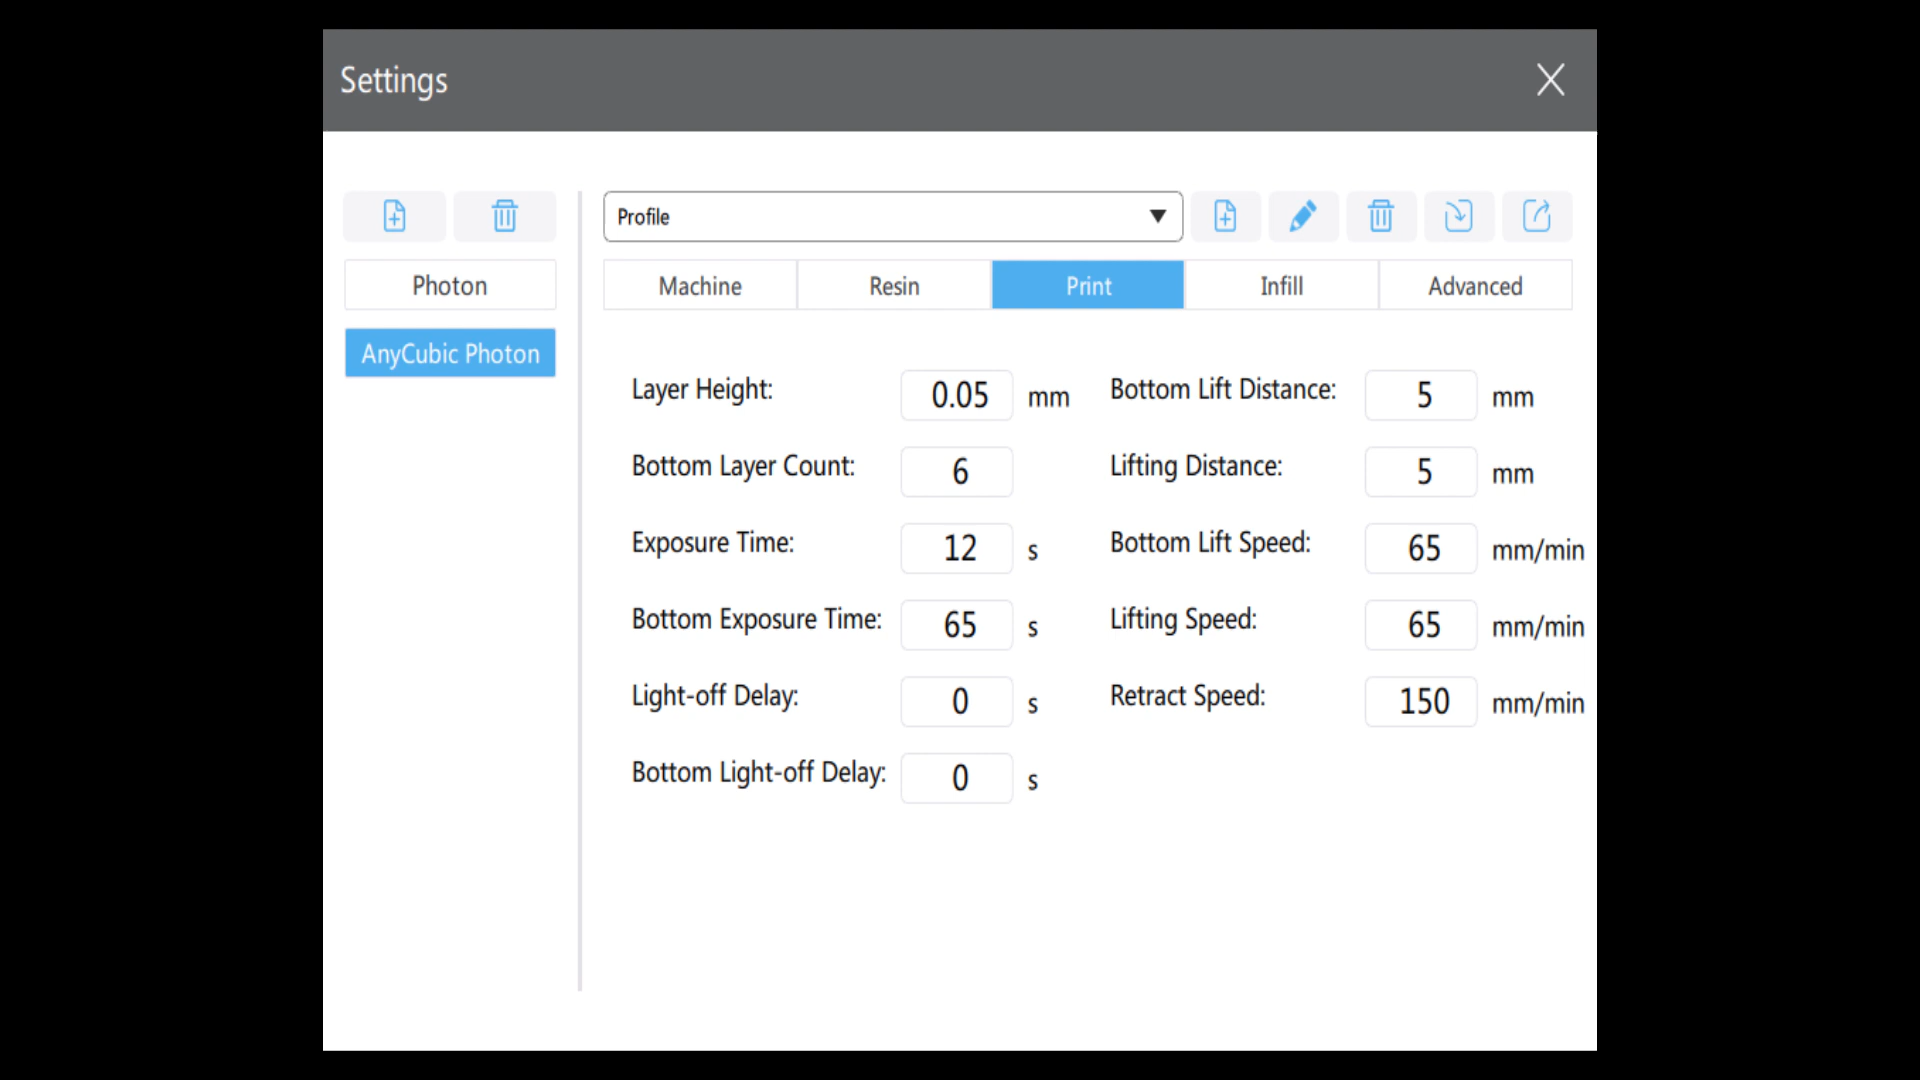 Settings
Profile
Photon
AnyCubic Photon
Machine Resin Print Infill Advanced
Layer Height: 0.05 mm
Bottom Layer Count: 6
Exposure Time: 12 s
Bottom Exposure Time: 65 s
Light-off Delay: 0 s
Bottom Light-off Delay: 0 s
Bottom Lift Distance: 5 mm
Lifting Distance: 5 mm
Bottom Lift Speed: 65 mm/min
Lifting Speed: 65 mm/min
Retract Speed: 150 mm/min